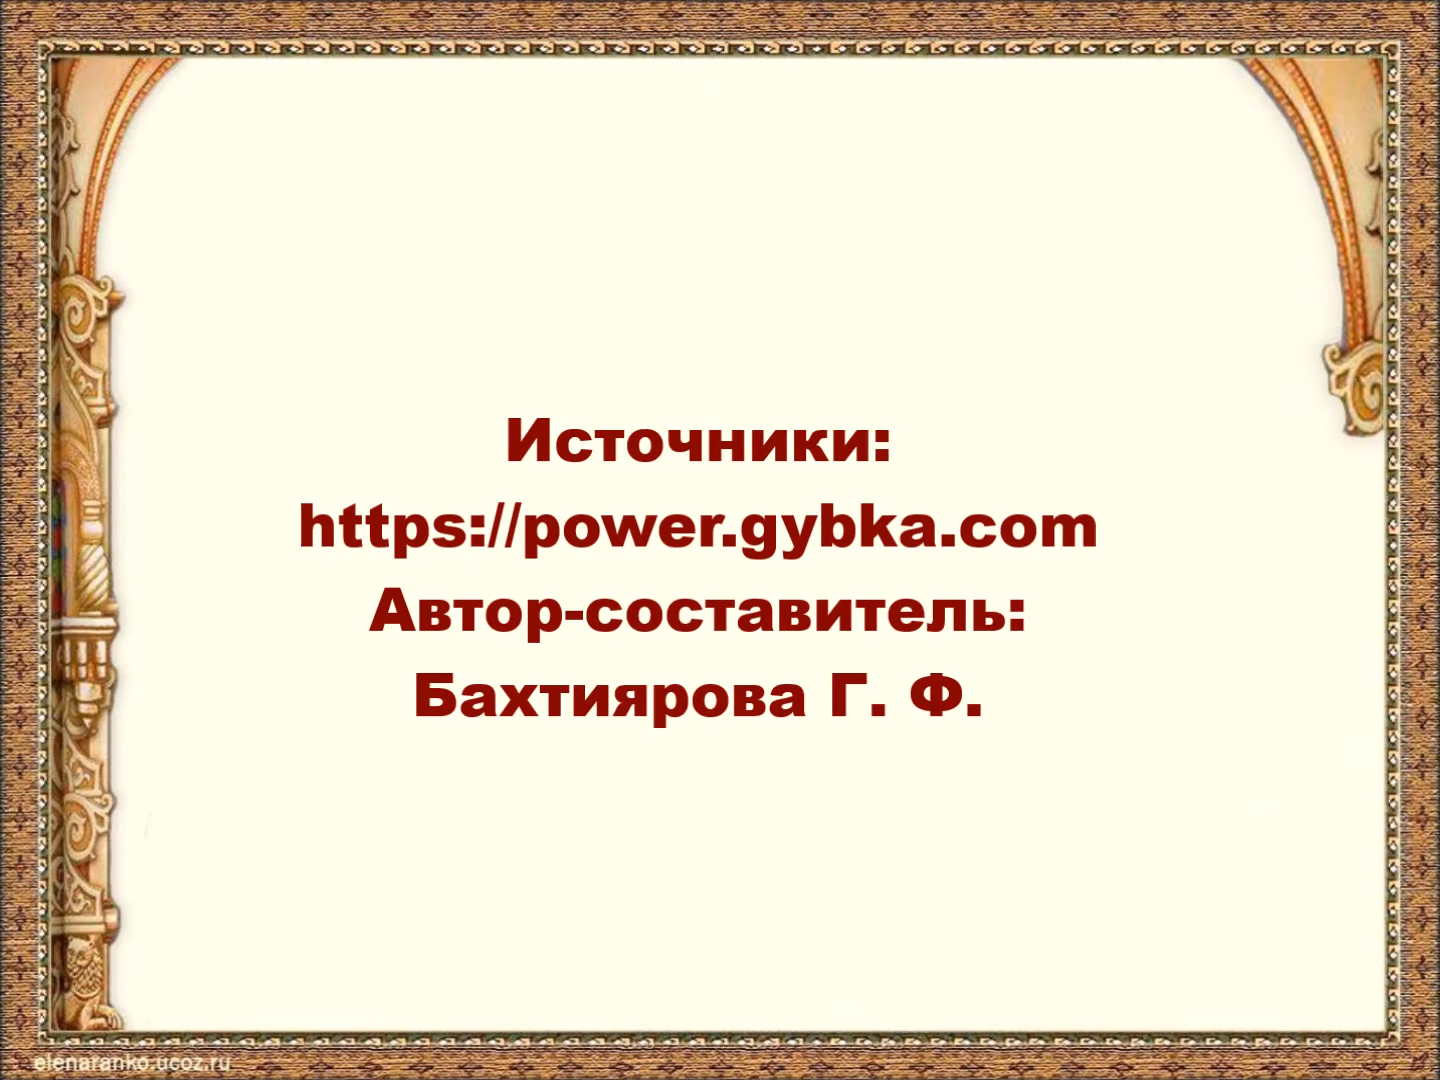 Источники:
https://power.gybka.com
Автор-составитель:
Бахтиярова Г. Ф.
elenaranko.ucoz.ru